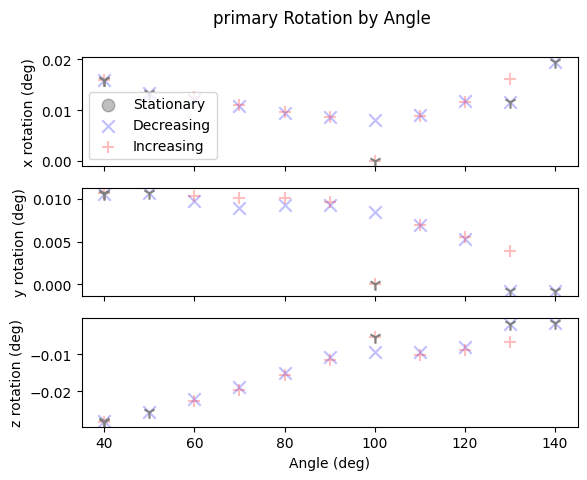 primary Rotation by Angle
x rotation (deg)
0.02
0.01
0.00
Stationary
Decreasing
Increasing
y rotation (deg)
0.010
0.005
0.000
z rotation (deg)
−0.01
−0.02
40 60 80 100 120 140
Angle (deg)